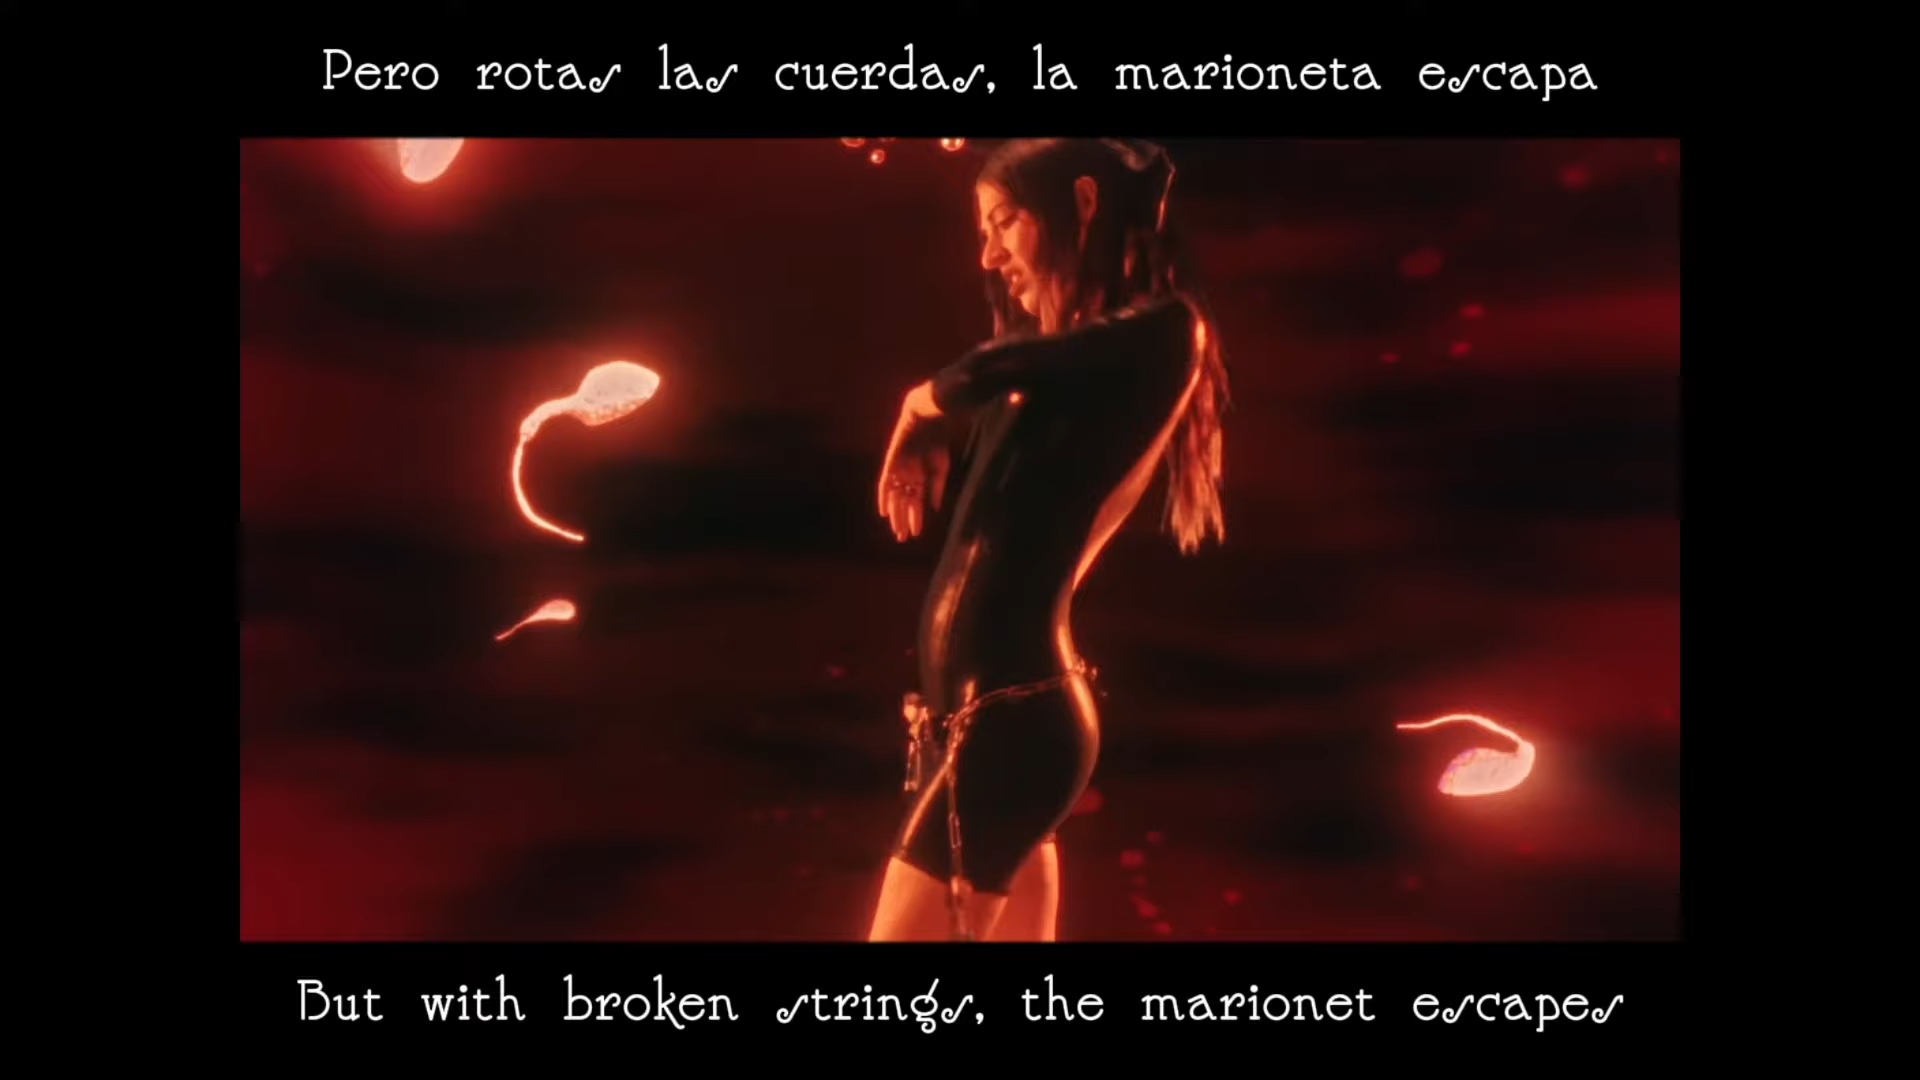 Pero rotas las cuerdas, la marioneta escapa
But with broken strings, the marionet escapes